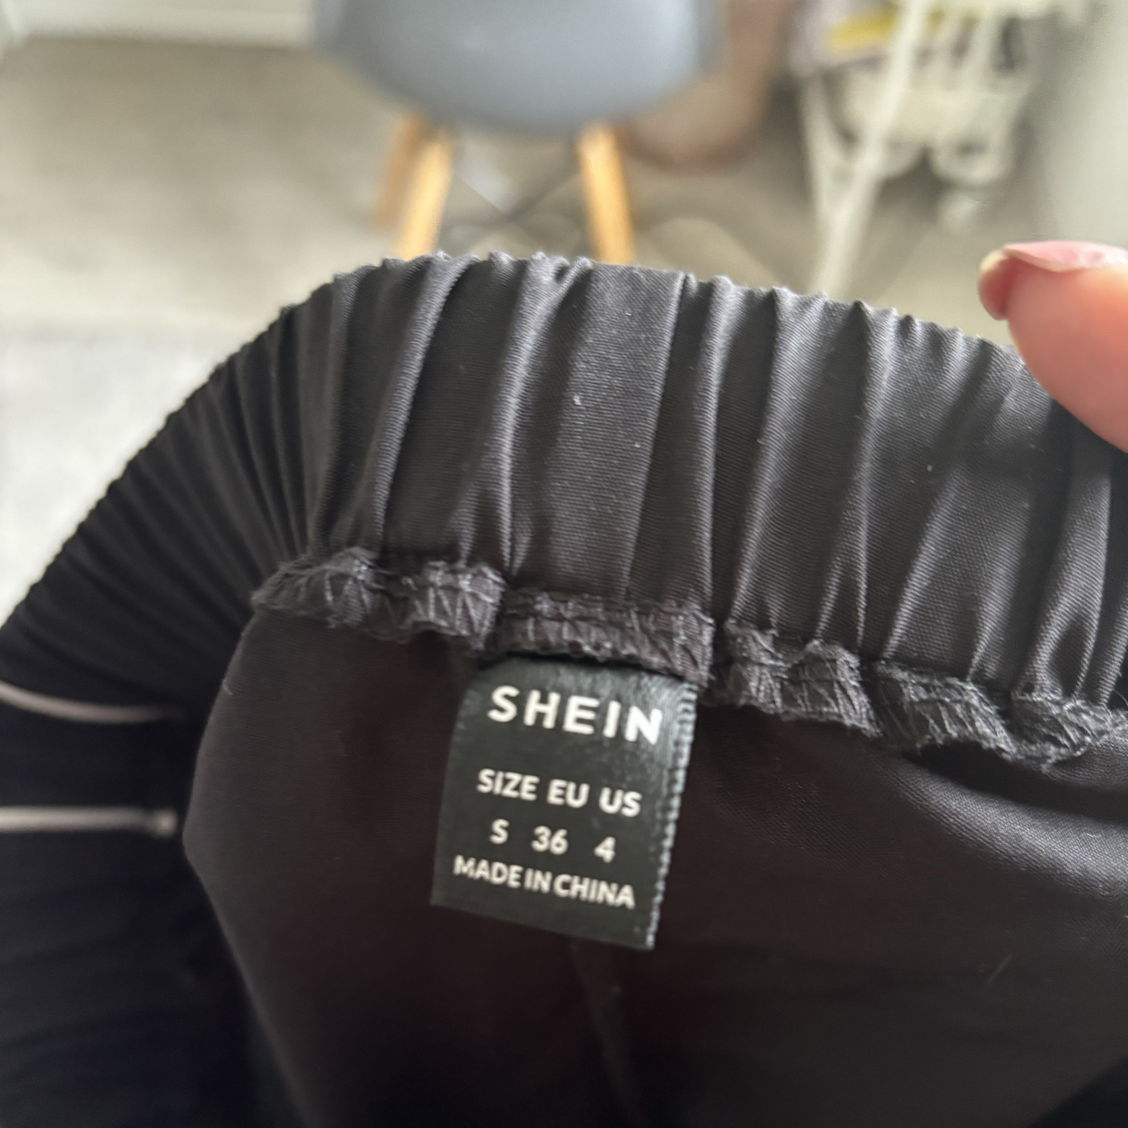 SHEIN
SIZE EU US
S 36 4
MADE IN CHINA